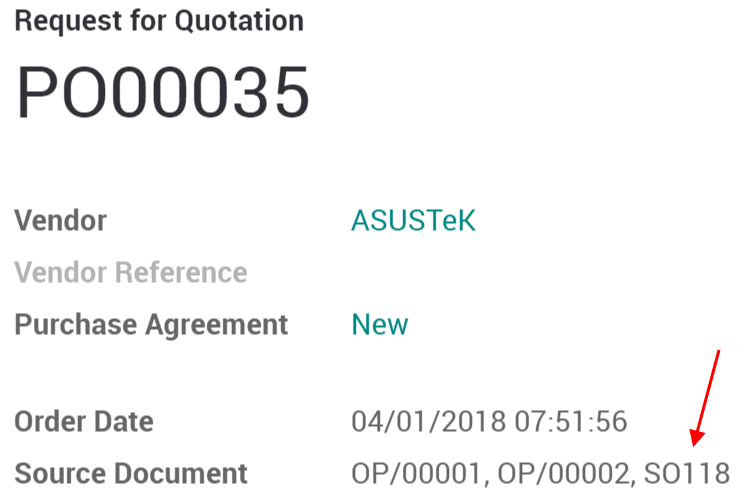 Request for Quotation
PO00035
Vendor ASUSTeK
Vendor Reference
Purchase Agreement New
Order Date 04/01/2018 07:51:56
Source Document OP/00001, OP/00002, SO118